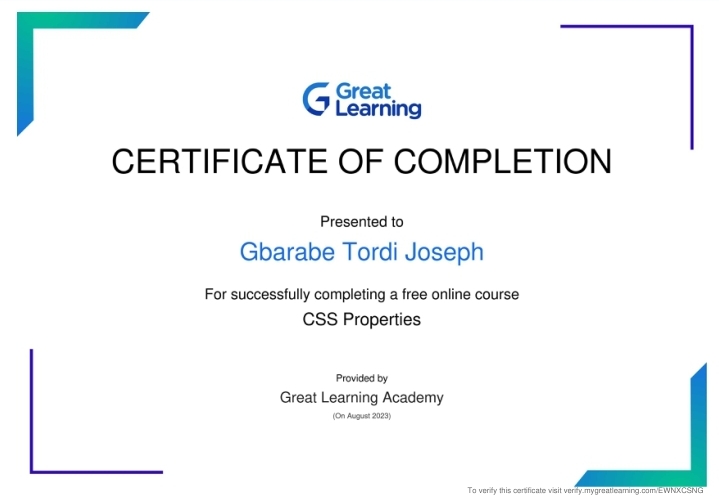 Great
Learning
CERTIFICATE OF COMPLETION
Presented to
Gbarabe Tordi Joseph
For successfully completing a free online course
CSS Properties
Provided by
Great Learning Academy
(On August 2023)
To verify this certificate visit verify.mygreatlearning.com/EWNXCSNG